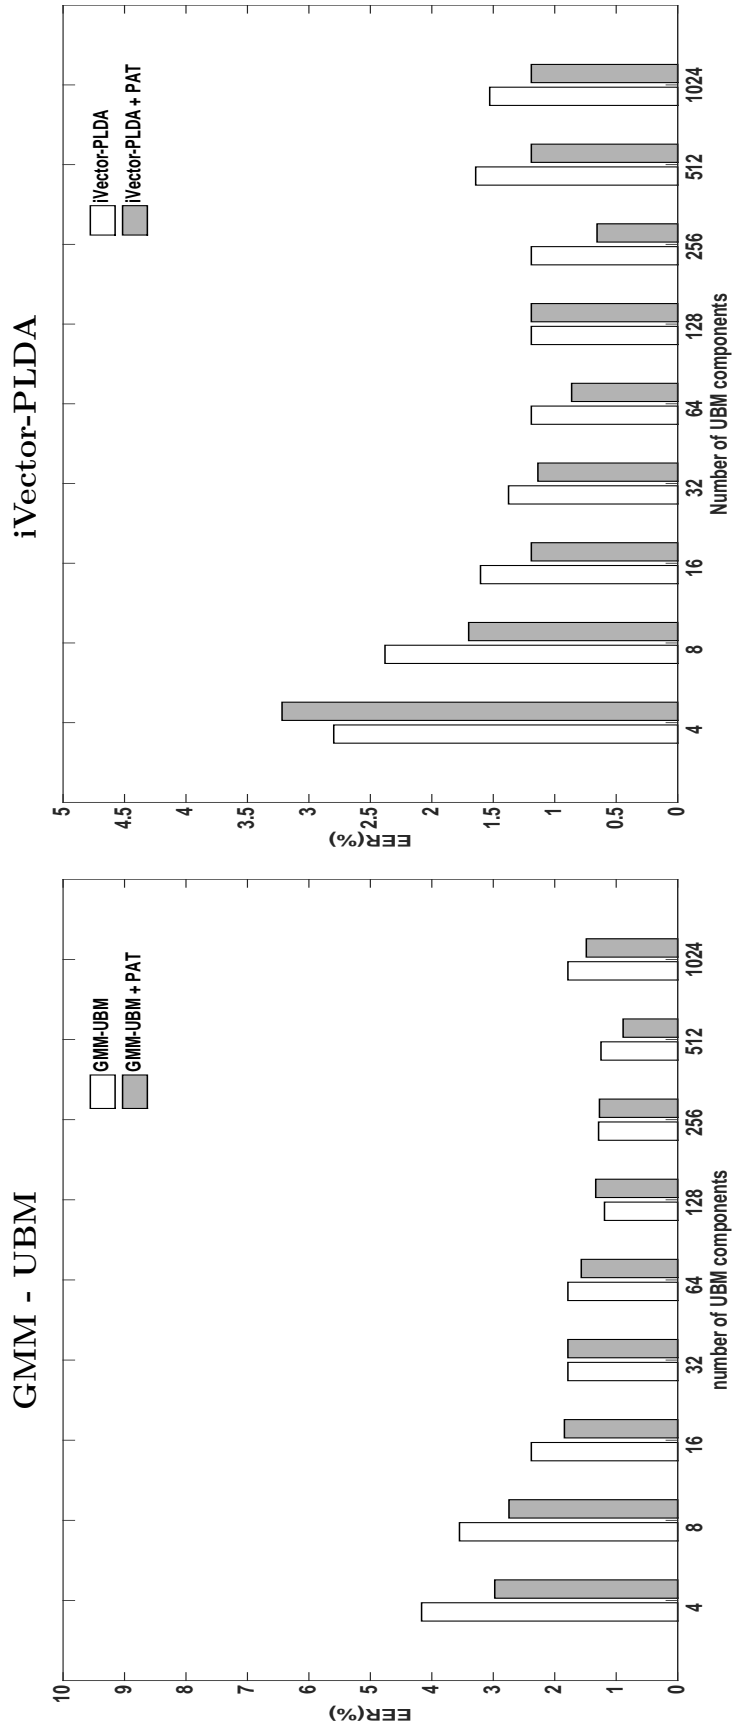 GMM - UBM
10
9
8
7
6
5
4
3
2
1
0
EER(%)
GMM-UBM
GMM-UBM + PAT
4 8 16 32 64 128 256 512 1024
number of UBM components
iVector-PLDA
5
4.5
4
3.5
3
2.5
2
1.5
1
0.5
0
EER(%)
iVector-PLDA
iVector-PLDA + PAT
4 8 16 32 64 128 256 512 1024
Number of UBM components